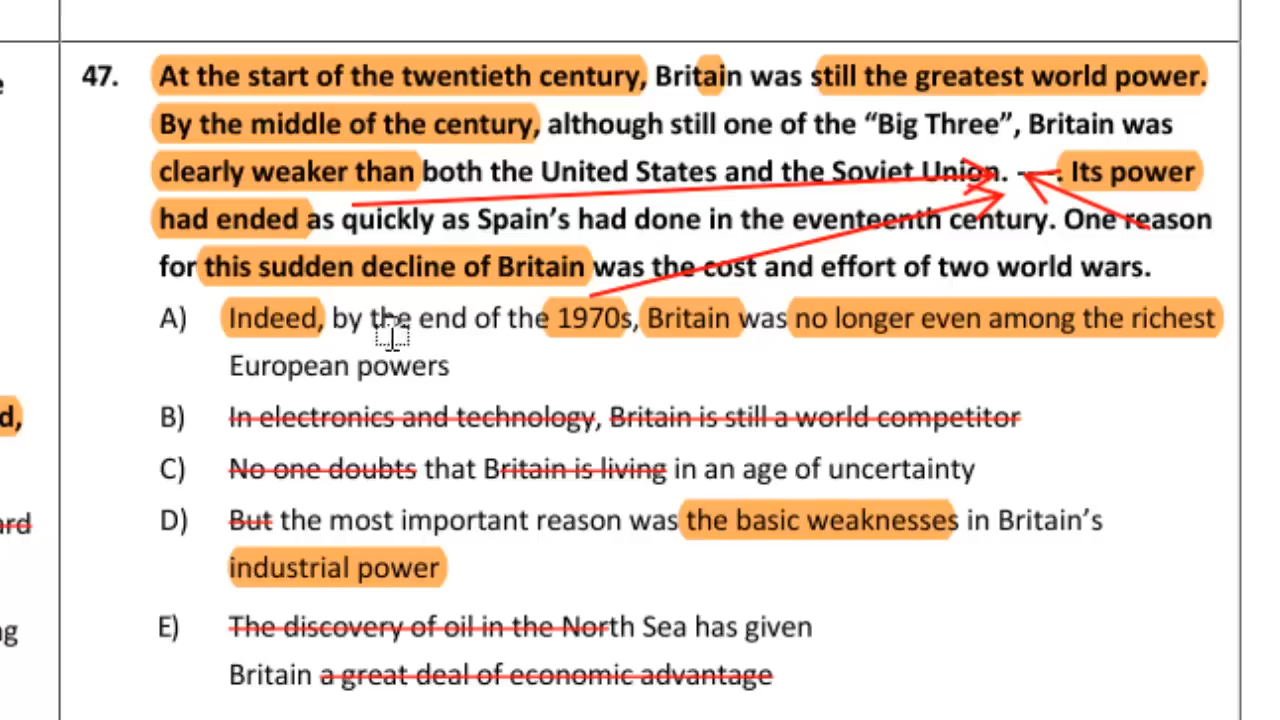 47. At the start of the twentieth century, Britain was still the greatest world power.
By the middle of the century, although still one of the “Big Three”, Britain was
clearly weaker than both the United States and the Soviet Union. ----. Its power
had ended as quickly as Spain’s had done in the eventeenth century. One reason
for this sudden decline of Britain was the cost and effort of two world wars.
A) Indeed, by the end of the 1970s, Britain was no longer even among the richest
European powers
B) In electronics and technology, Britain is still a world competitor
C) No one doubts that Britain is living in an age of uncertainty
D) But the most important reason was the basic weaknesses in Britain’s
industrial power
E) The discovery of oil in the North Sea has given
Britain a great deal of economic advantage
e
d,
ard
ng